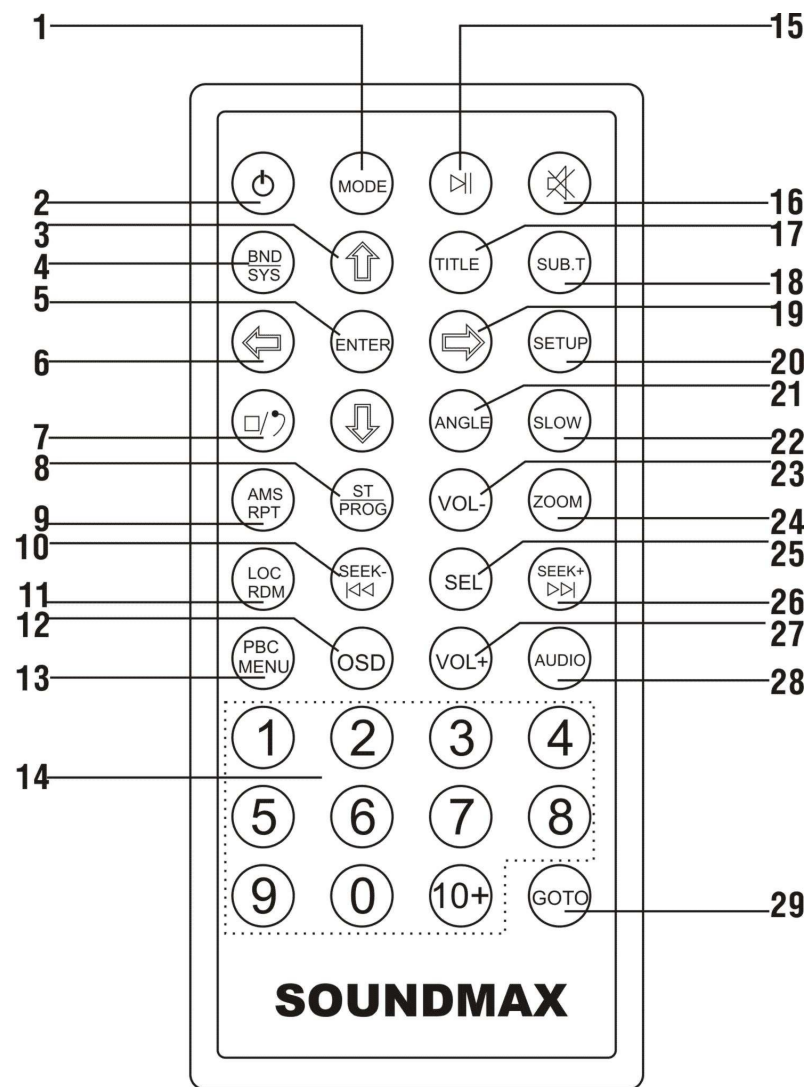 1 15
MODE
2 16
3 17
BND TITLE SUB.T
4 SYS 18
5 19
ENTER SETUP
6 20
21
ANGLE SLOW
7 22
8 23
AMS ST VOL- ZOOM
RPT PROG
9 24
10 25
LOC SEEK- SEL SEEK+
RDM
11 26
12 27
PBC OSD VOL+ AUDIO
MENU
13 28
1 2 3 4
14
5 6 7 8
9 0 10+ GOTO
29
SOUNDMAX